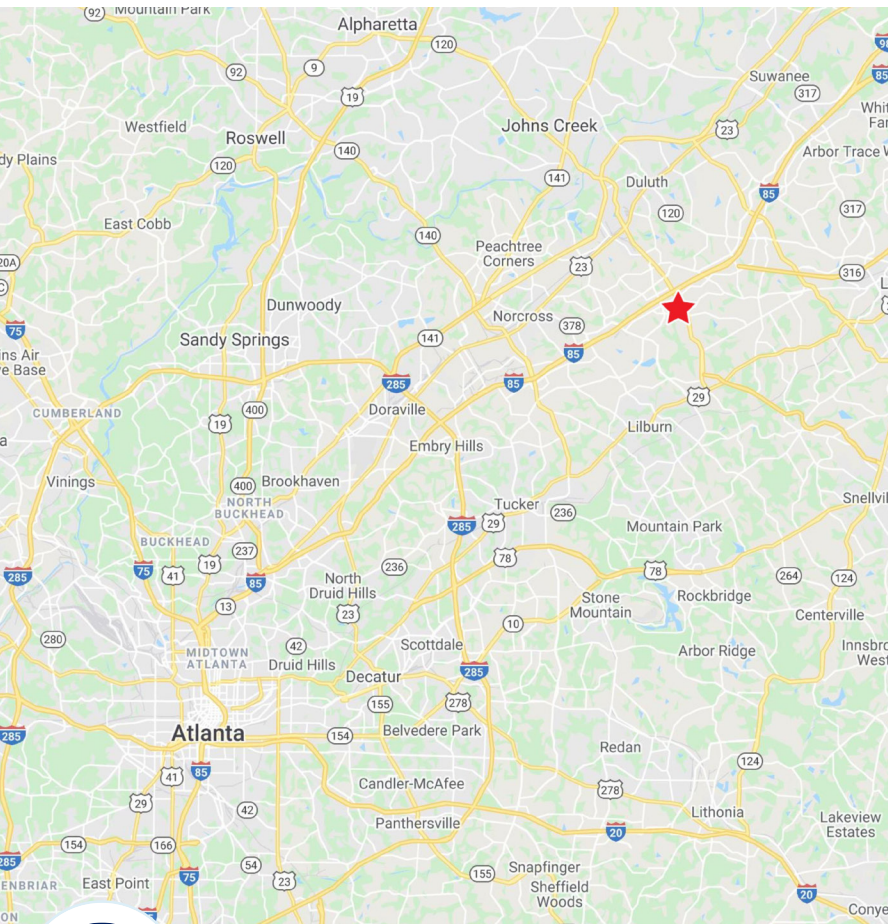 92
Mountain Park
Alpharetta
120
9
92
19
Suwanee
317
85
Westfield
Roswell
Johns Creek
23
140
120
141
Arbor Trace
Duluth
85
120
317
East Cobb
140
Peachtree
Corners
23
316
Dunwoody
Norcross
378
75
Sandy Springs
141
85
285
85
CUMBERLAND
400
19
Doraville
29
Lilburn
Embry Hills
Vinings
400
Brookhaven
NORTH
BUCKHEAD
Tucker
236
285
29
Mountain Park
BUCKHEAD
237
19
78
285
75
41
85
236
North
Druid Hills
78
264
124
13
23
Stone
Mountain
Rockbridge
10
Centerville
280
42
MIDTOWN
ATLANTA
Druid Hills
Scottdale
Arbor Ridge
285
Decatur
155
278
Atlanta
285
154
Belvedere Park
Redan
85
41
124
29
Candler-McAfee
278
42
Panthersville
Lithonia
20
Lakeview
Estates
154
166
285
54
75
23
East Point
155
Snapfinger
Sheffield
Woods
20